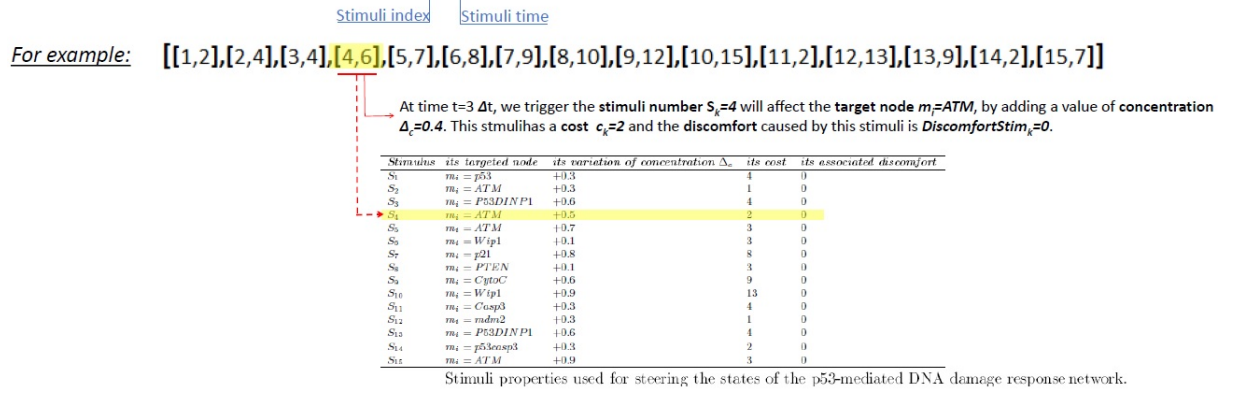 Stimuli index Stimuli time
For example: [[1,2],[2,4],[3,4],[4,6],[5,7],[6,8],[7,9],[8,10],[9,12],[10,15],[11,2],[12,13],[13,9],[14,2],[15,7]]
At time t=3 Δt, we trigger the stimuli number Sk=4 will affect the target node mi=ATM, by adding a value of concentration
Δc=0.4. This stmulihas a cost ck=2 and the discomfort caused by this stimuli is DiscomfortStimk=0.
Stimulus its targeted node its variation of concentration Δc its cost its associated discomfort
S1 mi = p53 +0.3 4 0
S2 mi = ATM +0.3 1 0
S3 mi = P53DINP1 +0.6 4 0
S4 mi = ATM +0.5 2 0
S5 mi = ATM +0.7 3 0
S6 mi = Wip1 +0.1 3 0
S7 mi = p21 +0.8 8 0
S8 mi = PTEN +0.1 3 0
S9 mi = CytoC +0.6 9 0
S10 mi = Wip1 +0.9 13 0
S11 mi = Casp3 +0.3 4 0
S12 mi = mdm2 +0.3 1 0
S13 mi = P53DINP1 +0.6 4 0
S14 mi = p53casp3 +0.3 2 0
S15 mi = ATM +0.9 3 0
Stimuli properties used for steering the states of the p53-mediated DNA damage response network.